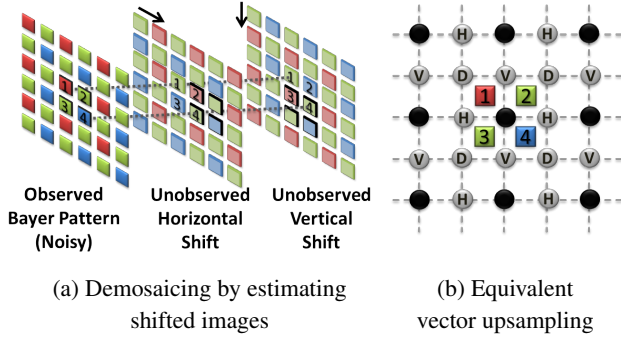 1 2
3 4
1 2
3 4
1 2
3 4
Observed
Bayer Pattern
(Noisy)
Unobserved
Horizontal
Shift
Unobserved
Vertical
Shift
(a) Demosaicing by estimating
shifted images
H H
V D V D V
1 2
H H
3 4
V D V D V
H H
(b) Equivalent
vector upsampling